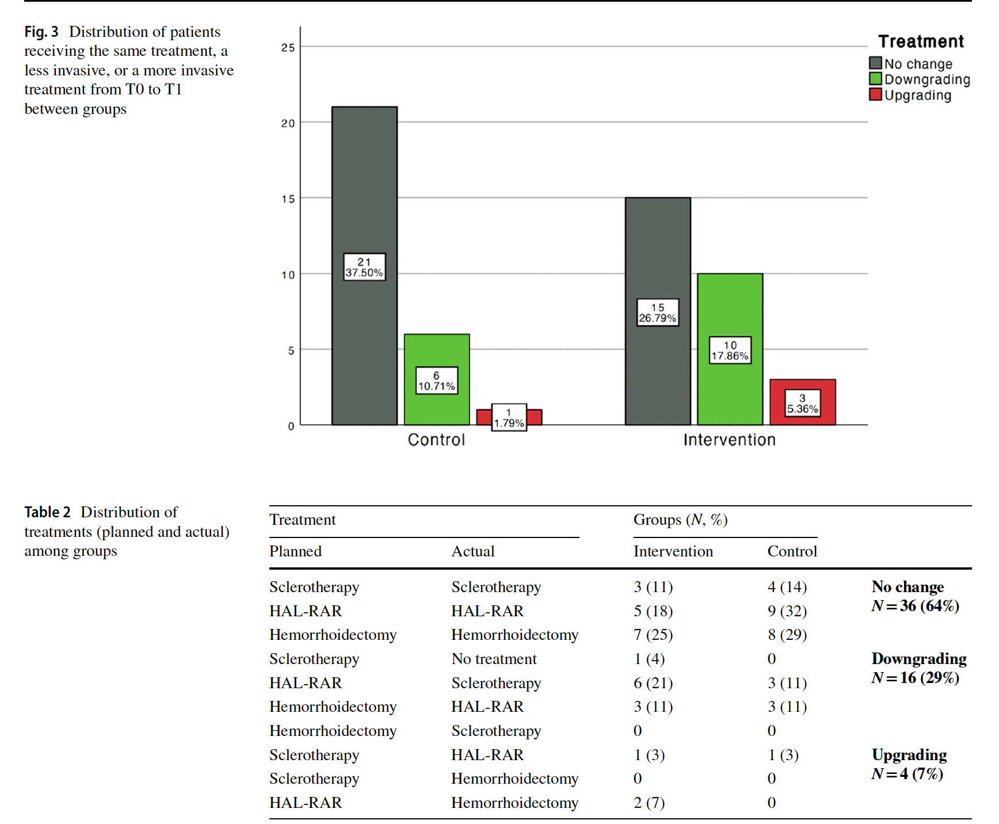 Fig. 3 Distribution of patients
receiving the same treatment, a
less invasive, or a more invasive
treatment from T0 to T1
between groups
25
20
15
10
5
0
21
37.50%
6
10.71%
1
1.79%
15
26.79%
10
17.86%
3
5.36%
Control
Intervention
Treatment
No change
Downgrading
Upgrading
Table 2 Distribution of
treatments (planned and actual)
among groups
Treatment Groups (N, %)
Planned Actual Intervention Control
Sclerotherapy Sclerotherapy 3 (11) 4 (14) No change
N = 36 (64%)
HAL-RAR HAL-RAR 5 (18) 9 (32)
Hemorrhoidectomy Hemorrhoidectomy 7 (25) 8 (29)
Sclerotherapy No treatment 1 (4) 0 Downgrading
N = 16 (29%)
HAL-RAR Sclerotherapy 6 (21) 3 (11)
Hemorrhoidectomy HAL-RAR 3 (11) 3 (11)
Hemorrhoidectomy Sclerotherapy 0 0
Sclerotherapy HAL-RAR 1 (3) 1 (3) Upgrading
N = 4 (7%)
Sclerotherapy Hemorrhoidectomy 0 0
HAL-RAR Hemorrhoidectomy 2 (7) 0